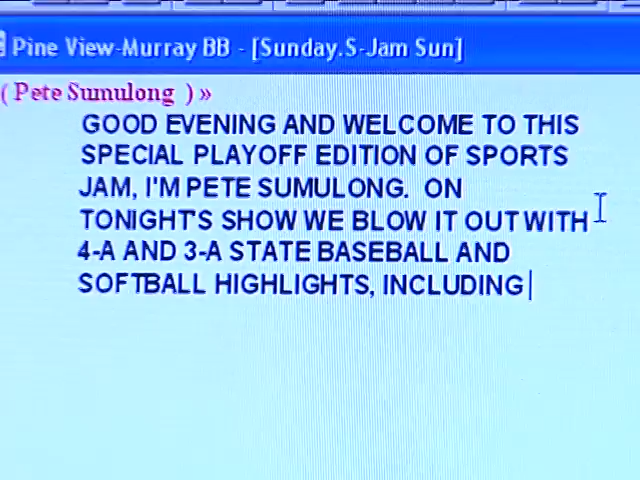 Pine View-Murray BB - [Sunday.S-Jam Sun]
( Pete Sumulong ) »
GOOD EVENING AND WELCOME TO THIS
SPECIAL PLAYOFF EDITION OF SPORTS
JAM, I'M PETE SUMULONG. ON
TONIGHT'S SHOW WE BLOW IT OUT WITH
4-A AND 3-A STATE BASEBALL AND
SOFTBALL HIGHLIGHTS, INCLUDING